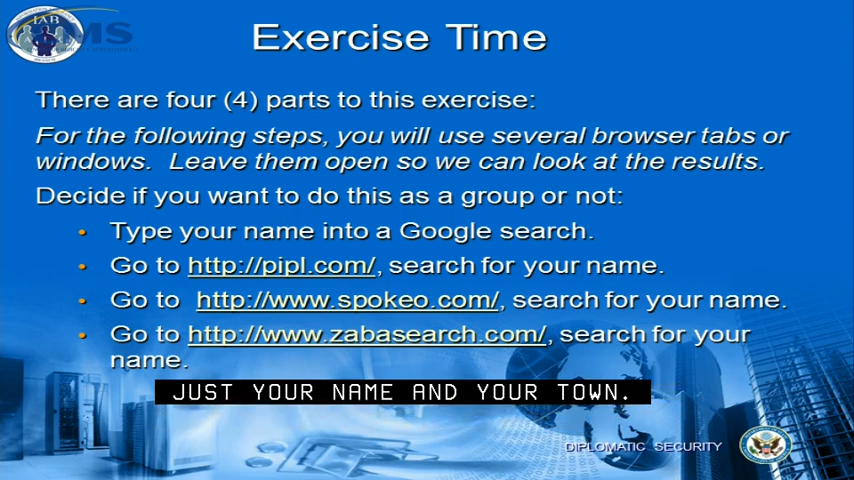 IAB
MS
Exercise Time
There are four (4) parts to this exercise:
For the following steps, you will use several browser tabs or
windows. Leave them open so we can look at the results.
Decide if you want to do this as a group or not:
• Type your name into a Google search.
• Go to http://pipl.com/, search for your name.
• Go to http://www.spokeo.com/, search for your name.
• Go to http://www.zabasearch.com/, search for your
name.
JUST YOUR NAME AND YOUR TOWN.
DIPLOMATIC SECURITY